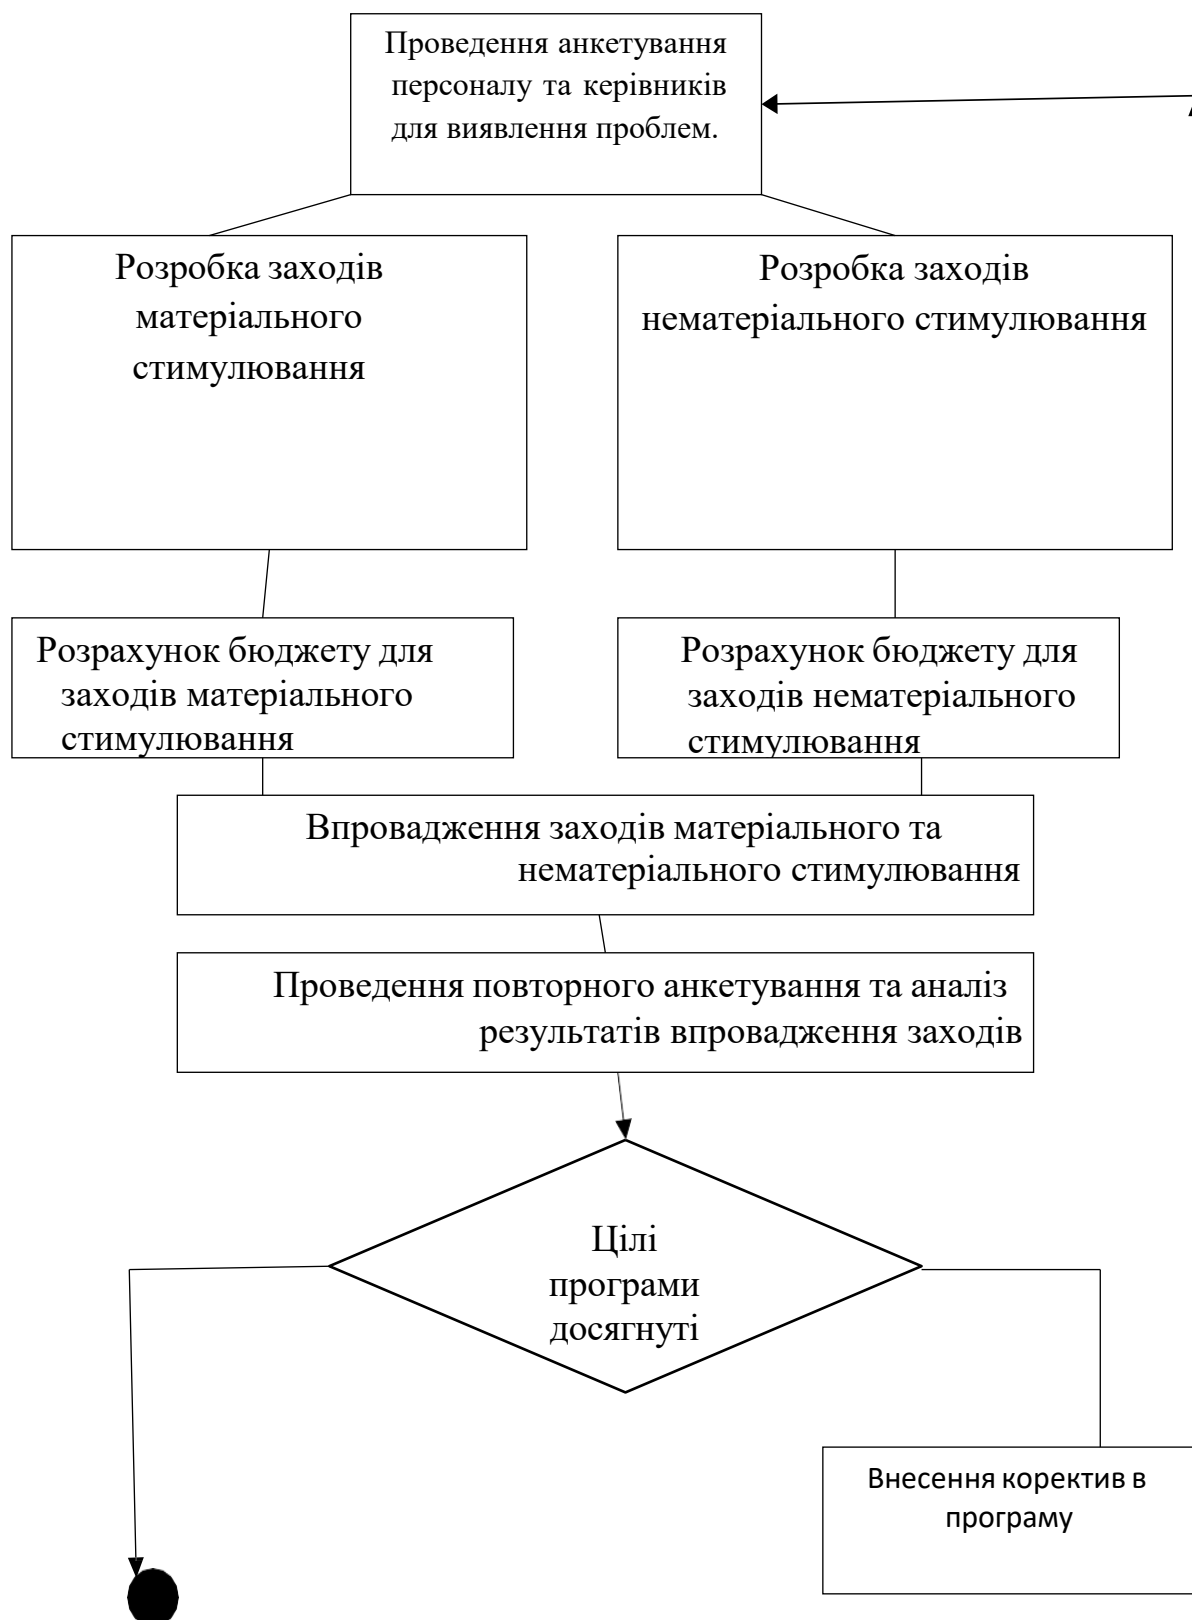 Проведення анкетування
персоналу та керівників
для виявлення проблем.
Розробка заходів
матеріального
стимулювання
Розробка заходів
нематеріального стимулювання
Розрахунок бюджету для
заходів матеріального
стимулювання
Розрахунок бюджету для
заходів нематеріального
стимулювання
Впровадження заходів матеріального та
нематеріального стимулювання
Проведення повторного анкетування та аналіз
результатів впровадження заходів
Цілі
програми
досягнуті
Внесення коректив в
програму